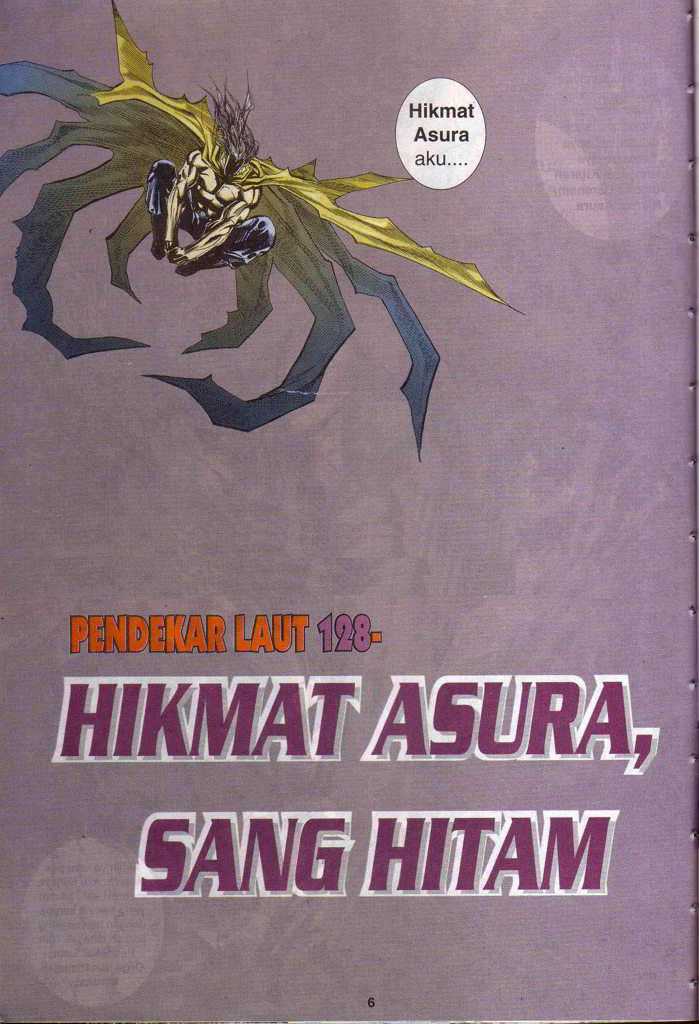 Hikmat
Asura
aku....
PENDEKAR LAUT 128-
HIKMAT ASURA,
SANG HITAM
6